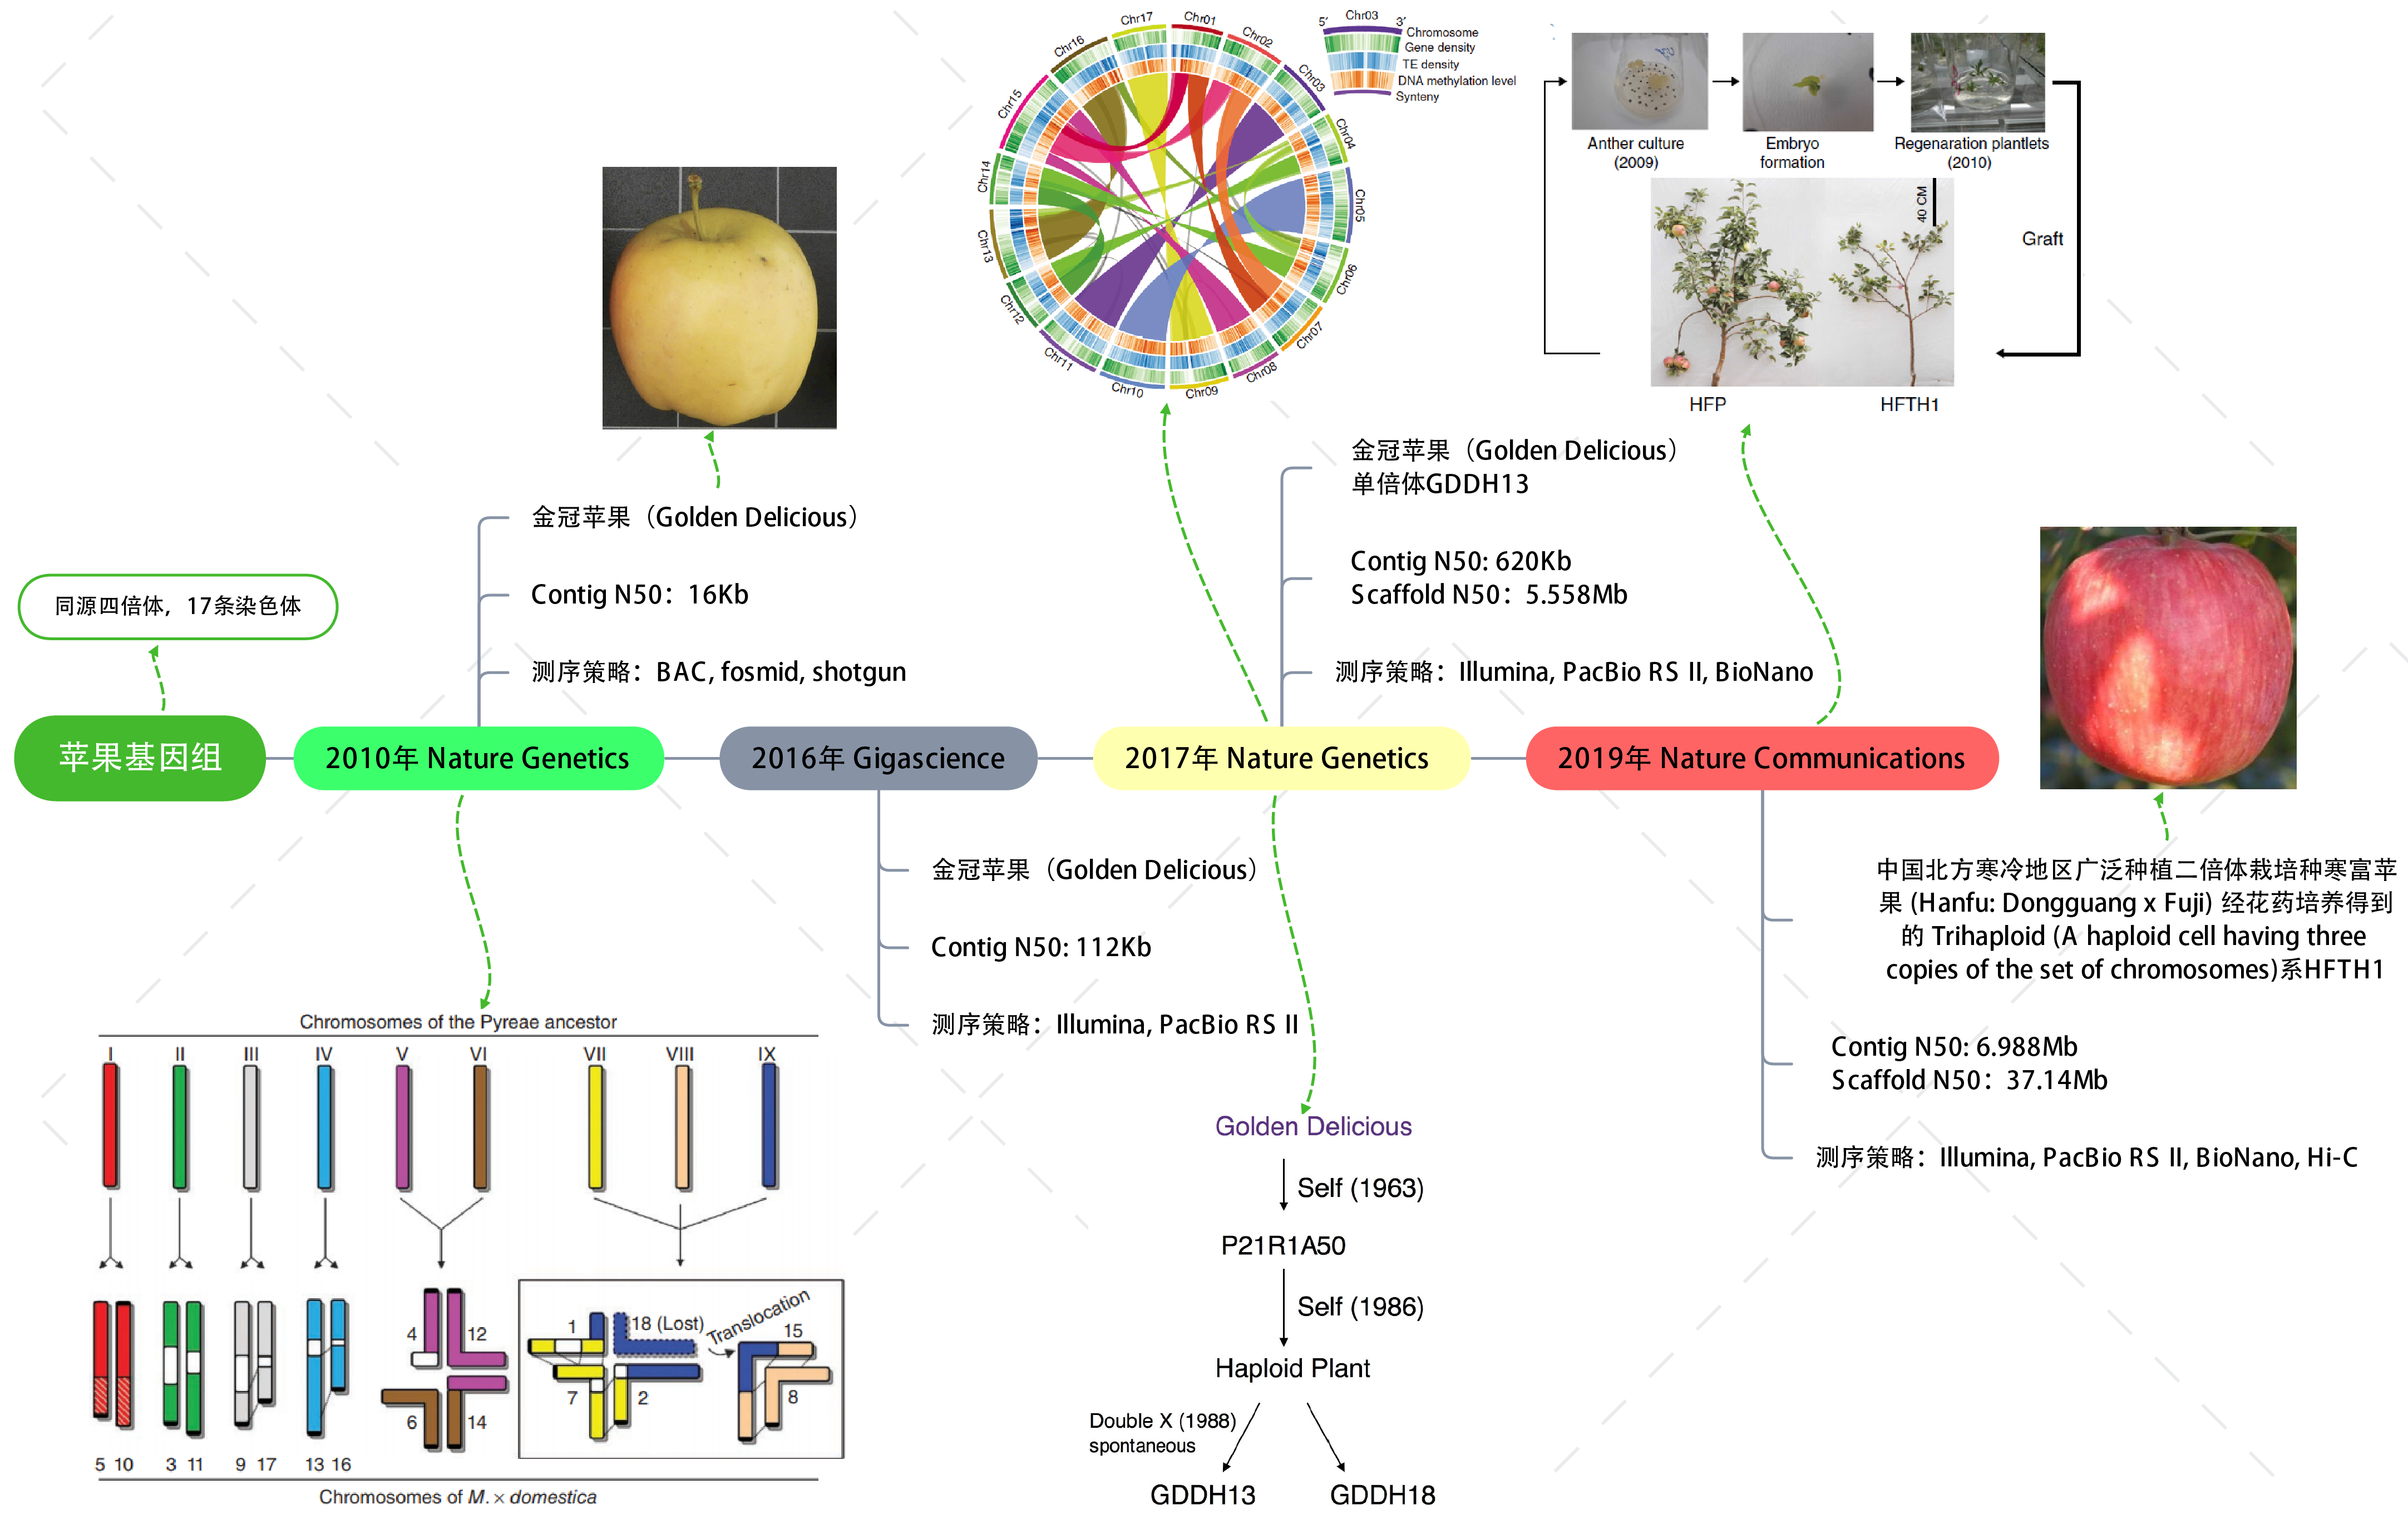 Chr17
Chr01
Chr02
Chr03
Chr04
Chr05
Chr06
Chr07
Chr08
Chr09
Chr10
Chr11
Chr12
Chr13
Chr14
Chr15
Chr16
5′ Chr03 3′
Chromosome
Gene density
TE density
DNA methylation level
Synteny
Anther culture
(2009)
Embryo
formation
Regenaration plantlets
(2010)
40 CM
Graft
HFP
HFTH1
金冠苹果（Golden Delicious）
Contig N50：16Kb
测序策略：BAC, fosmid, shotgun
金冠苹果（Golden Delicious）
单倍体GDDH13
Contig N50: 620Kb
Scaffold N50：5.558Mb
测序策略：Illumina, PacBio RS II, BioNano
同源四倍体，17条染色体
苹果基因组
2010年 Nature Genetics
2016年 Gigascience
2017年 Nature Genetics
2019年 Nature Communications
金冠苹果（Golden Delicious）
Contig N50: 112Kb
测序策略：Illumina, PacBio RS II
中国北方寒冷地区广泛种植二倍体栽培种寒富苹
果 (Hanfu: Dongguang x Fuji) 经花药培养得到
的 Trihaploid (A haploid cell having three
copies of the set of chromosomes)系HFTH1
Contig N50: 6.988Mb
Scaffold N50：37.14Mb
测序策略：Illumina, PacBio RS II, BioNano, Hi-C
Chromosomes of the Pyreae ancestor
I II III IV V VI VII VIII IX
4 12
6 14
1 18 (Lost) Translocation 15
7 2 8
5 10 3 11 9 17 13 16
Chromosomes of M. × domestica
Golden Delicious
Self (1963)
P21R1A50
Self (1986)
Haploid Plant
Double X (1988)
spontaneous
GDDH13 GDDH18